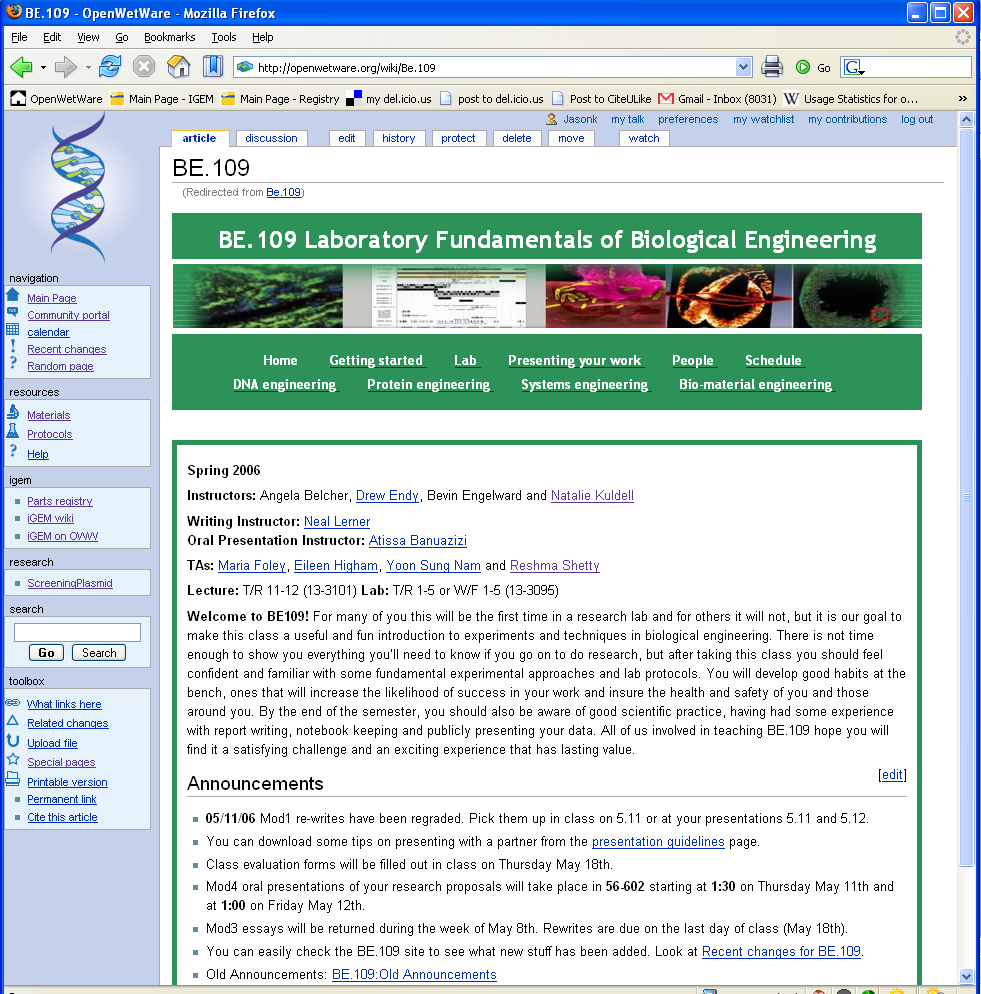 BE.109 - OpenWetWare - Mozilla Firefox
File Edit View Go Bookmarks Tools Help
http://openwetware.org/wiki/Be.109 Go G
OpenWetWare Main Page - IGEM Main Page - Registry my del.icio.us post to del.icio.us Post to CiteULike Gmail - Inbox (8031) W Usage Statistics for o... »
Jasonk my talk preferences my watchlist my contributions log out
article discussion edit history protect delete move watch
BE.109
(Redirected from Be.109)
BE.109 Laboratory Fundamentals of Biological Engineering
Home Getting started Lab Presenting your work People Schedule
DNA engineering Protein engineering Systems engineering Bio-material engineering
navigation
Main Page
Community portal
calendar
Recent changes
Random page
resources
Materials
Protocols
Help
igem
Parts registry
iGEM wiki
iGEM on OWW
research
ScreeningPlasmid
search
Go Search
toolbox
What links here
Related changes
Upload file
Special pages
Printable version
Permanent link
Cite this article
Spring 2006
Instructors: Angela Belcher, Drew Endy, Bevin Engelward and Natalie Kuldell
Writing Instructor: Neal Lerner
Oral Presentation Instructor: Atissa Banuazizi
TAs: Maria Foley, Eileen Higham, Yoon Sung Nam and Reshma Shetty
Lecture: T/R 11-12 (13-3101) Lab: T/R 1-5 or W/F 1-5 (13-3095)
Welcome to BE109! For many of you this will be the first time in a research lab and for others it will not, but it is our goal to
make this class a useful and fun introduction to experiments and techniques in biological engineering. There is not time
enough to show you everything you'll need to know if you go on to do research, but after taking this class you should feel
confident and familiar with some fundamental experimental approaches and lab protocols. You will develop good habits at the
bench, ones that will increase the likelihood of success in your work and insure the health and safety of you and those
around you. By the end of the semester, you should also be aware of good scientific practice, having had some experience
with report writing, notebook keeping and publicly presenting your data. All of us involved in teaching BE.109 hope you will
find it a satisfying challenge and an exciting experience that has lasting value.
[edit]
Announcements
05/11/06 Mod1 re-writes have been regraded. Pick them up in class on 5.11 or at your presentations 5.11 and 5.12.
You can download some tips on presenting with a partner from the presentation guidelines page.
Class evaluation forms will be filled out in class on Thursday May 18th.
Mod4 oral presentations of your research proposals will take place in 56-602 starting at 1:30 on Thursday May 11th and
at 1:00 on Friday May 12th.
Mod3 essays will be returned during the week of May 8th. Rewrites are due on the last day of class (May 18th).
You can easily check the BE.109 site to see what new stuff has been added. Look at Recent changes for BE.109.
Old Announcements: BE.109:Old Announcements